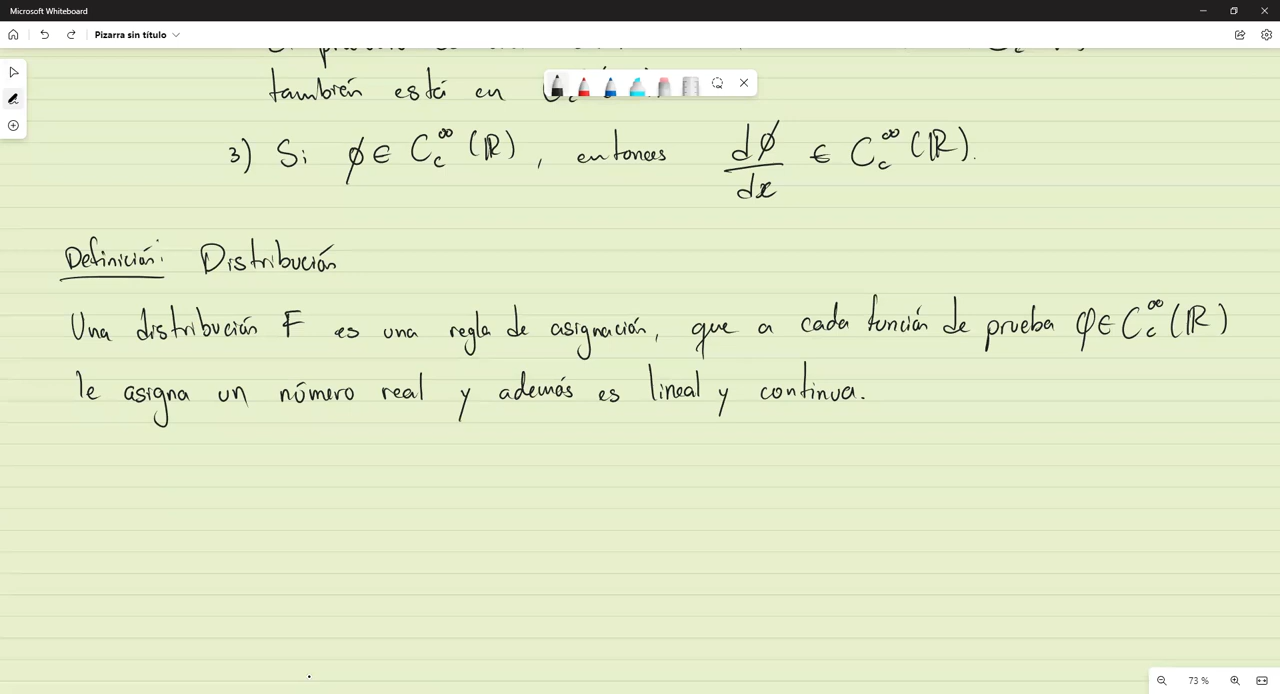 Microsoft Whiteboard
Pizarra sin título
también está en
3) Si ϕ ∈ C_c^∞ (ℝ), entonces dϕ/dx ∈ C_c^∞ (ℝ).
Definición: Distribución
Una distribución F es una regla de asignación, que a cada función de prueba φ ∈ C_c^∞ (ℝ)
le asigna un número real y además es lineal y continua.
73 %